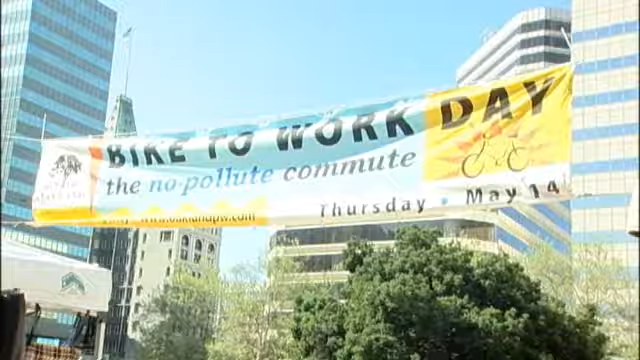 BIKE TO WORK DAY
the no-pollute commute
Thursday • May 14